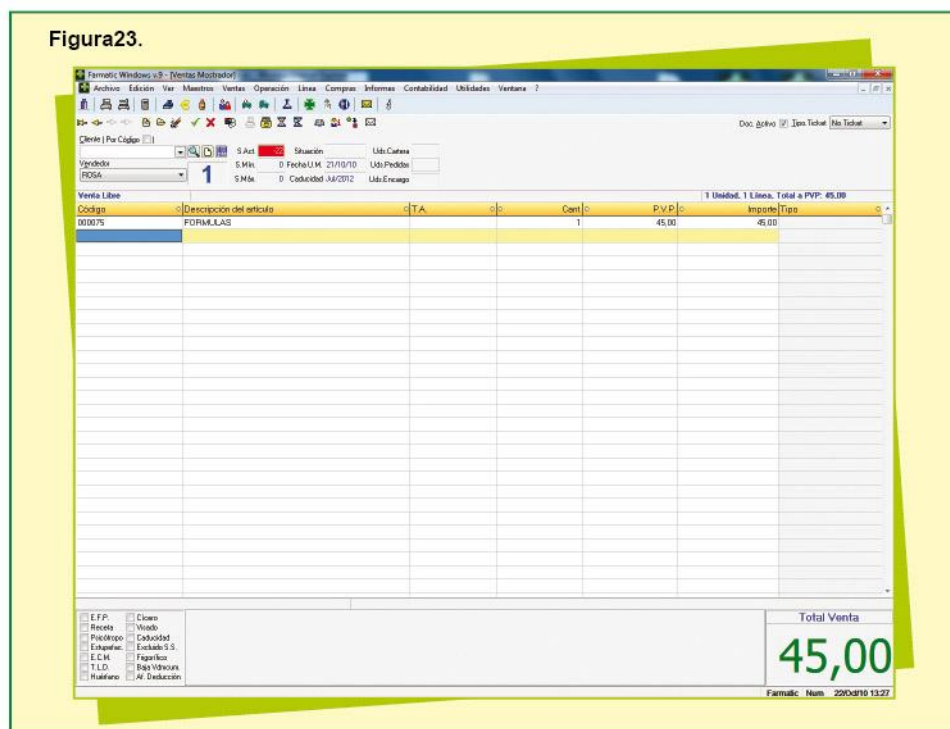 Figura23.
Farmatic Windows v.9 - [Ventas Mostrador]
Archivo Edición Ver Maestros Ventas Operación Línea Compras Informes Contabilidad Utilidades Ventana ?
Doc. Activo Tipo Ticket No Ticket
Cliente ( Por Código )
S.Act. -22 Situación Uds.Cartera
Vendedor S.Mín. 0 Fecha U.M. 21/10/10 Uds.Pedidas
ROSA 1 S.Máx. 0 Caducidad Jul/2012 Uds.Encargo
Venta Libre 1 Unidad, 1 Línea, Total a PVP: 45,00
Código Descripción del artículo T.A. Cant P.V.P. Importe Tipo
000075 FORMULAS 1 45,00 45,00
E.F.P. Cícero
Receta Visado
Psicótropo Caducidad
Estupefac. Excluido S.S.
E.C.M. Frigorífico
T.L.D. Baja Vdmcum.
Huérfano Af. Deducción
Total Venta
45,00
Farmatic Num 22/Oct/10 13:27